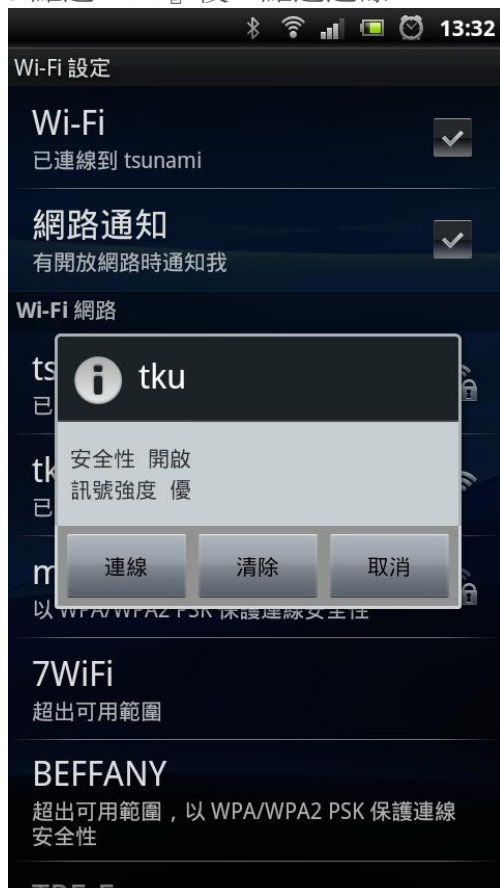 13:32
Wi-Fi 設定
Wi-Fi
已連線到 tsunami
網路通知
有開放網路時通知我
Wi-Fi 網路
ts
已
tku
安全性 開啟
訊號強度 優
tk
已
連線
清除
取消
m
以 WPA/WPA2 PSK 保護連線安全性
7WiFi
超出可用範圍
BEFFANY
超出可用範圍，以 WPA/WPA2 PSK 保護連線
安全性